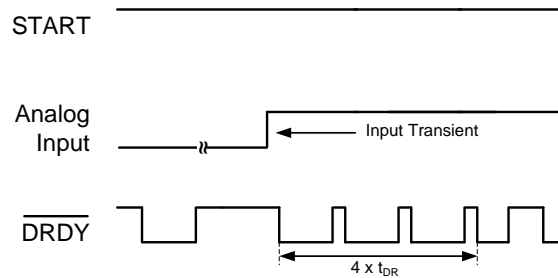 START
Analog
Input
Input Transient
DRDY
4 x tDR